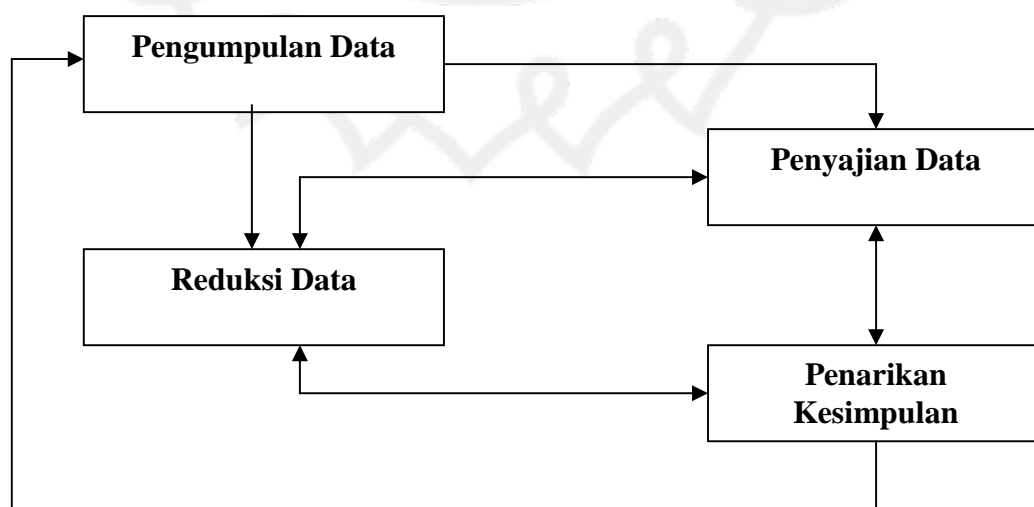 Pengumpulan Data
Penyajian Data
Reduksi Data
Penarikan
Kesimpulan